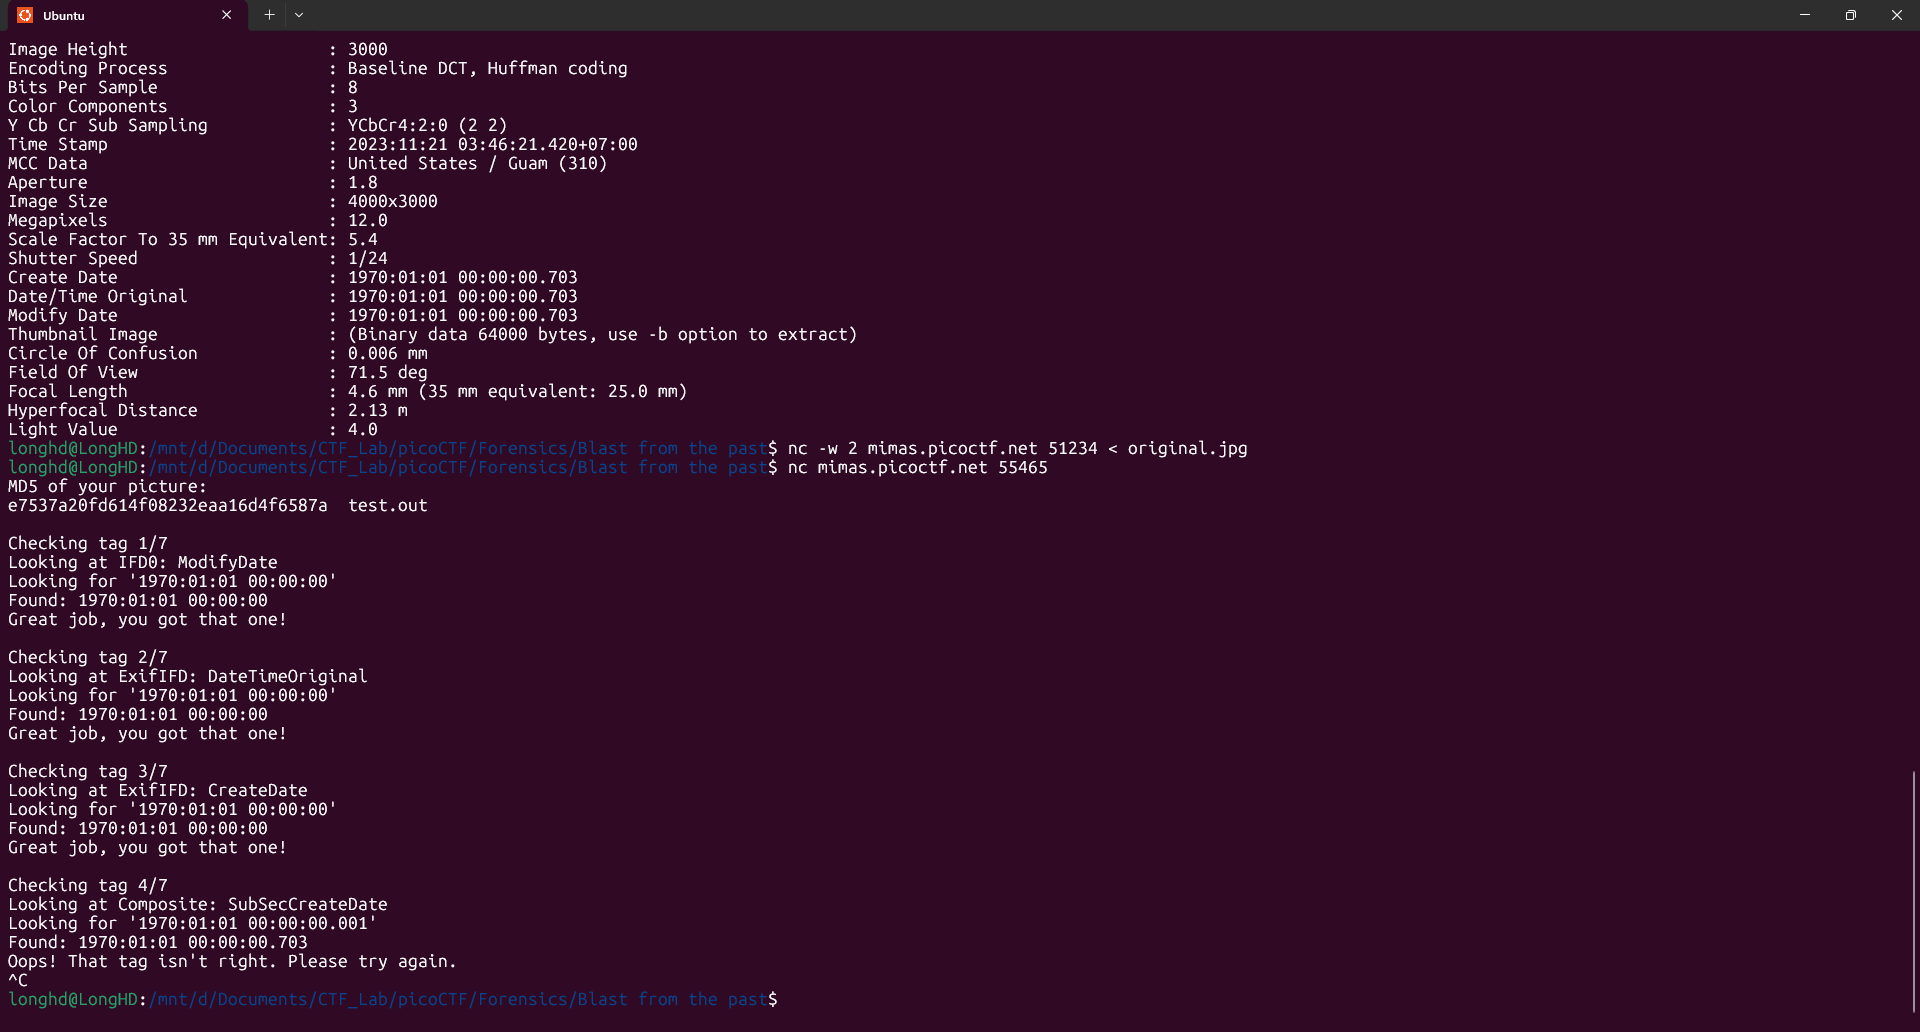 Ubuntu
Image Height : 3000
Encoding Process : Baseline DCT, Huffman coding
Bits Per Sample : 8
Color Components : 3
Y Cb Cr Sub Sampling : YCbCr4:2:0 (2 2)
Time Stamp : 2023:11:21 03:46:21.420+07:00
MCC Data : United States / Guam (310)
Aperture : 1.8
Image Size : 4000x3000
Megapixels : 12.0
Scale Factor To 35 mm Equivalent: 5.4
Shutter Speed : 1/24
Create Date : 1970:01:01 00:00:00.703
Date/Time Original : 1970:01:01 00:00:00.703
Modify Date : 1970:01:01 00:00:00.703
Thumbnail Image : (Binary data 64000 bytes, use -b option to extract)
Circle Of Confusion : 0.006 mm
Field Of View : 71.5 deg
Focal Length : 4.6 mm (35 mm equivalent: 25.0 mm)
Hyperfocal Distance : 2.13 m
Light Value : 4.0
longhd@LongHD:/mnt/d/Documents/CTF_Lab/picoCTF/Forensics/Blast from the past$ nc -w 2 mimas.picoctf.net 51234 < original.jpg
longhd@LongHD:/mnt/d/Documents/CTF_Lab/picoCTF/Forensics/Blast from the past$ nc mimas.picoctf.net 55465
MD5 of your picture:
e7537a20fd614f08232eaa16d4f6587a  test.out
Checking tag 1/7
Looking at IFD0: ModifyDate
Looking for '1970:01:01 00:00:00'
Found: 1970:01:01 00:00:00
Great job, you got that one!
Checking tag 2/7
Looking at ExifIFD: DateTimeOriginal
Looking for '1970:01:01 00:00:00'
Found: 1970:01:01 00:00:00
Great job, you got that one!
Checking tag 3/7
Looking at ExifIFD: CreateDate
Looking for '1970:01:01 00:00:00'
Found: 1970:01:01 00:00:00
Great job, you got that one!
Checking tag 4/7
Looking at Composite: SubSecCreateDate
Looking for '1970:01:01 00:00:00.001'
Found: 1970:01:01 00:00:00.703
Oops! That tag isn't right. Please try again.
^C
longhd@LongHD:/mnt/d/Documents/CTF_Lab/picoCTF/Forensics/Blast from the past$